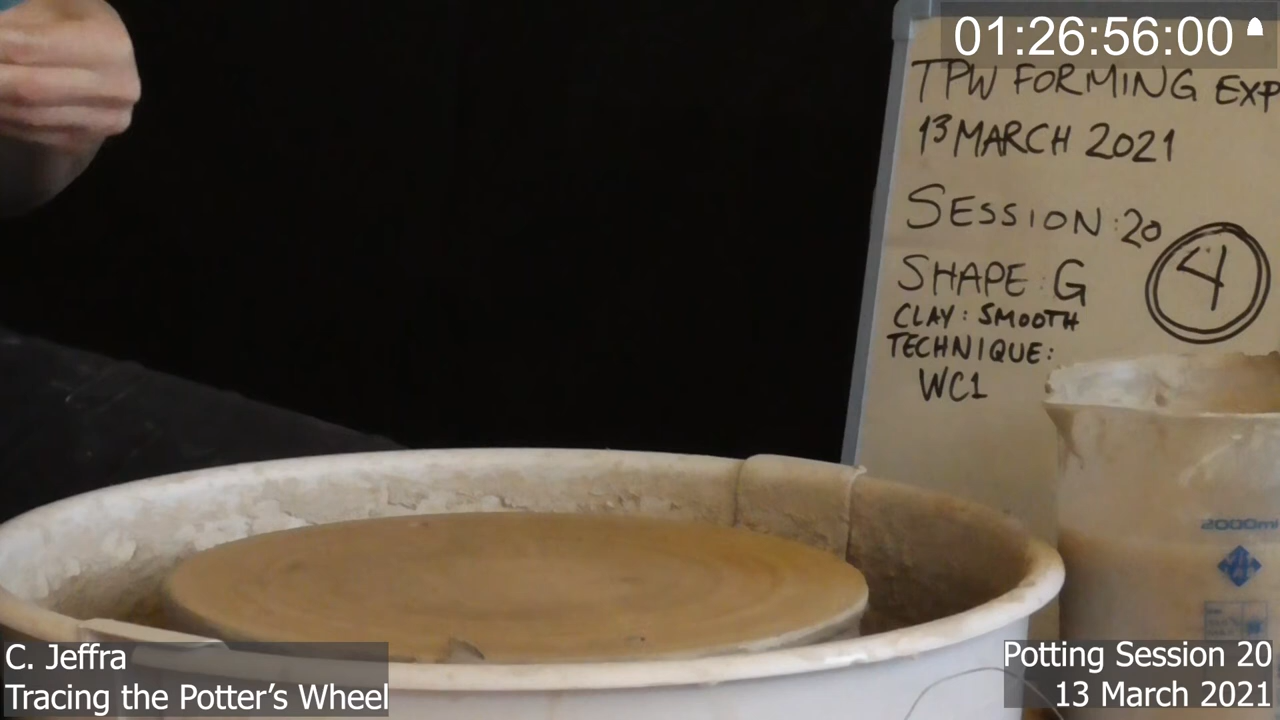 01:26:56:00
TPW FORMING EXP
13 MARCH 2021
SESSION: 20
4
SHAPE: G
CLAY: SMOOTH
TECHNIQUE:
WC1
2000ml
C. Jeffra
Tracing the Potter's Wheel
Potting Session 20
13 March 2021